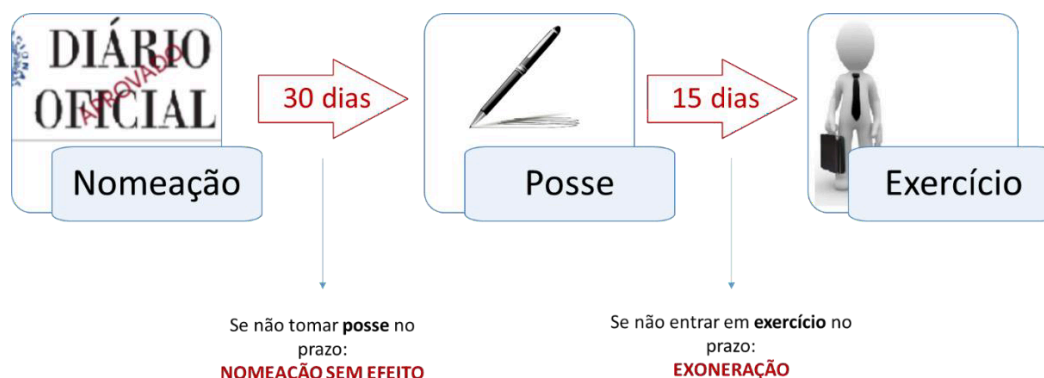 DIÁRIO
OFICIAL
APROVADO
30 dias
15 dias
Nomeação
Posse
Exercício
Se não tomar posse no
prazo:
NOMEAÇÃO SEM EFEITO
Se não entrar em exercício no
prazo:
EXONERAÇÃO